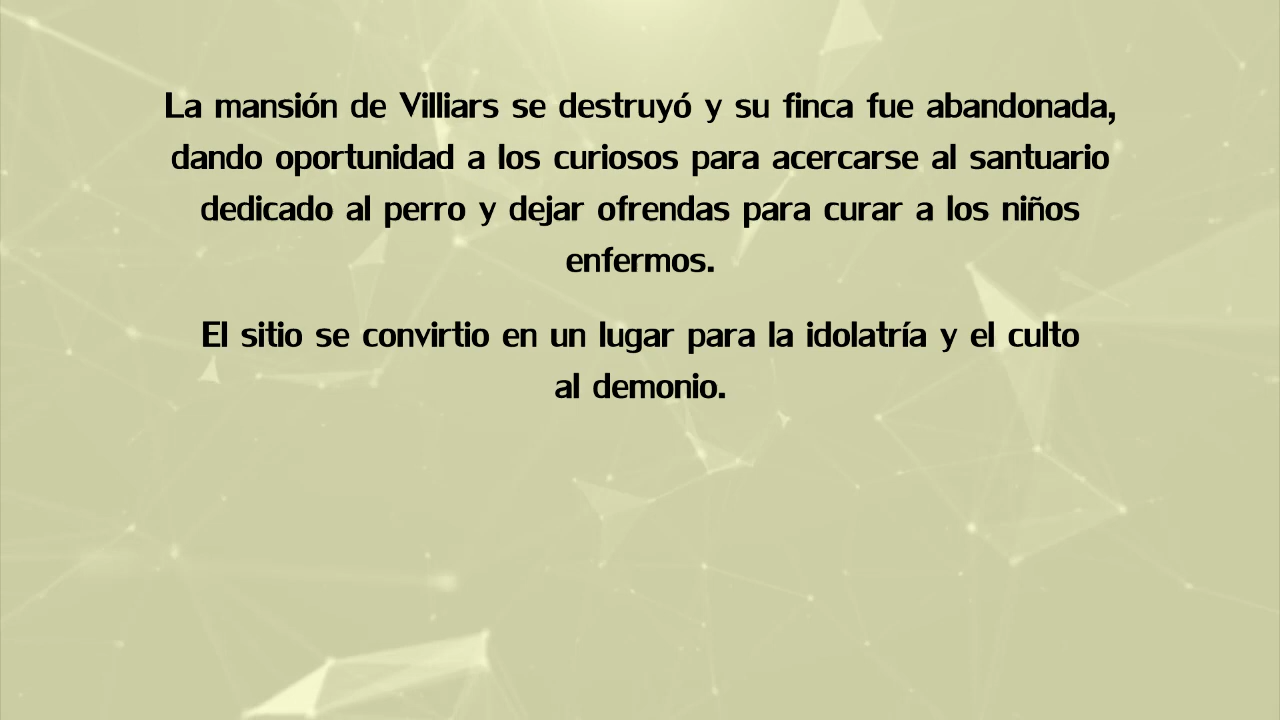 La mansión de Villiars se destruyó y su finca fue abandonada,
dando oportunidad a los curiosos para acercarse al santuario
dedicado al perro y dejar ofrendas para curar a los niños
enfermos.
El sitio se convirtio en un lugar para la idolatría y el culto
al demonio.